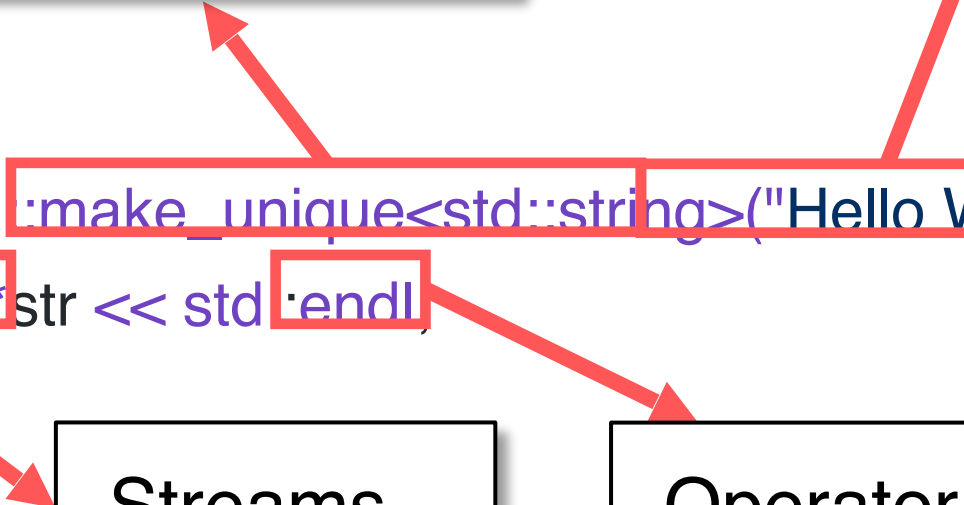 ::make_unique<std::string>("Hello
*str << std::endl;
Streams
Operator